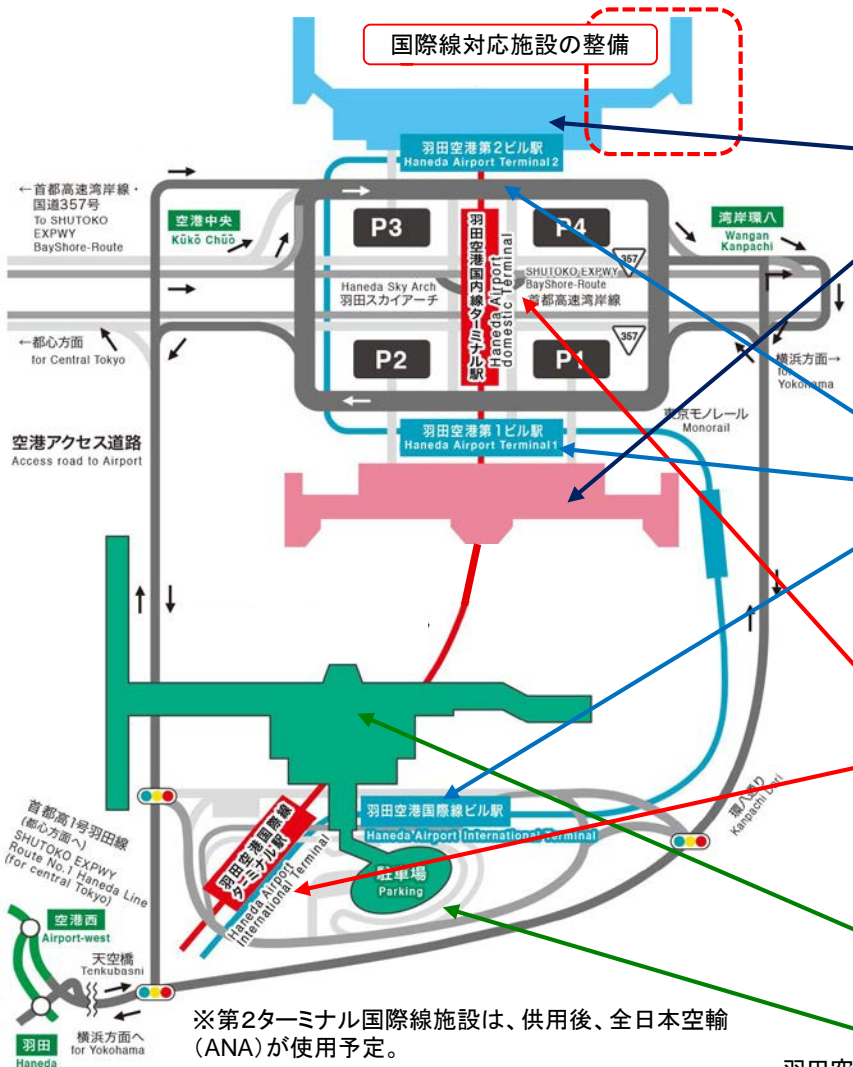 国際線対応施設の整備
羽田空港第2ビル駅
Haneda Airport Terminal2
←首都高速湾岸線・
国道357号
To SHUTOKO
EXPWY
BayShore-Route
空港中央
Kūkō Chūō
P3
P4
湾岸環八
Wangan
Kanpachi
羽田空港国内線ターミナル駅
Haneda Airport
domestic Terminal
357
Haneda Sky Arch
羽田スカイアーチ
SHUTOKO EXPWY
BayShore-Route
首都高速湾岸線
←都心方面
for Central Tokyo
357
P2
P1
横浜方面→
for
Yokohama
東京モノレール
Monorail
羽田空港第1ビル駅
Haneda Airport Terminal1
空港アクセス道路
Access road to Airport
首都高1号羽田線
(都心方面へ)
SHUTOKO EXPWY
Route No.1 Haneda Line
(for central Tokyo)
羽田空港国際線
ターミナル駅
Haneda Airport
International Terminal
羽田空港国際線ビル駅
Haneda Airport International Terminal
環八通り
Kanpachi Dori
駐車場
Parking
空港西
Airport-west
天空橋
Tenkubasni
羽田
Haneda
横浜方面へ
for Yokohama
※第2ターミナル国際線施設は、供用後、全日本空輸
(ANA)が使用予定。
羽田空